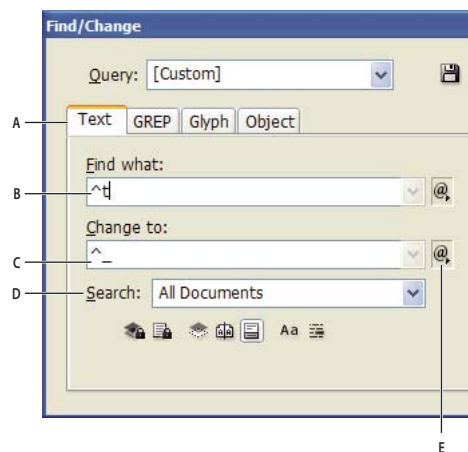 Find/Change
Query: [Custom]
A
Text GREP Glyph Object
Find what:
B ^t @
Change to:
C ^_ @
D Search: All Documents
Aa
E